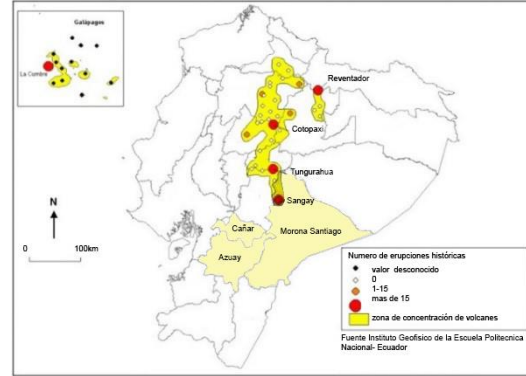 Galápagos
La Cumbre
Reventador
Cotopaxi
Tungurahua
Sangay
Cañar
Morona Santiago
Azuay
N
0 100km
Numero de erupciones históricas
valor desconocido
0
1-15
mas de 15
zona de concentración de volcanes
Fuente Instituto Geofisico de la Escuela Politecnica
Nacional- Ecuador